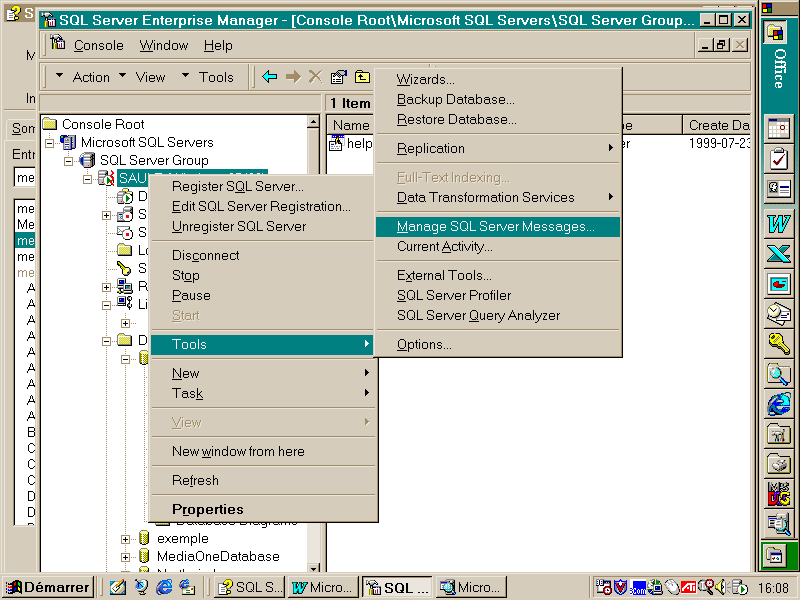 SQL Server Enterprise Manager - [Console Root\Microsoft SQL Servers\SQL Server Group...
Console Window Help
Action View Tools
1 Item
Name
Create Da
help
1999-07-23
Console Root
Microsoft SQL Servers
SQL Server Group
Register SQL Server...
Edit SQL Server Registration...
Unregister SQL Server
Disconnect
Stop
Pause
Start
Tools
New
Task
View
New window from here
Refresh
Properties
Wizards...
Backup Database...
Restore Database...
Replication
Full-Text Indexing...
Data Transformation Services
Manage SQL Server Messages...
Current Activity...
External Tools...
SQL Server Profiler
SQL Server Query Analyzer
Options...
Database Diagrams
exemple
MediaOneDatabase
Office
Démarrer
SQL S...
Micro...
SQL ...
Micro...
16:08